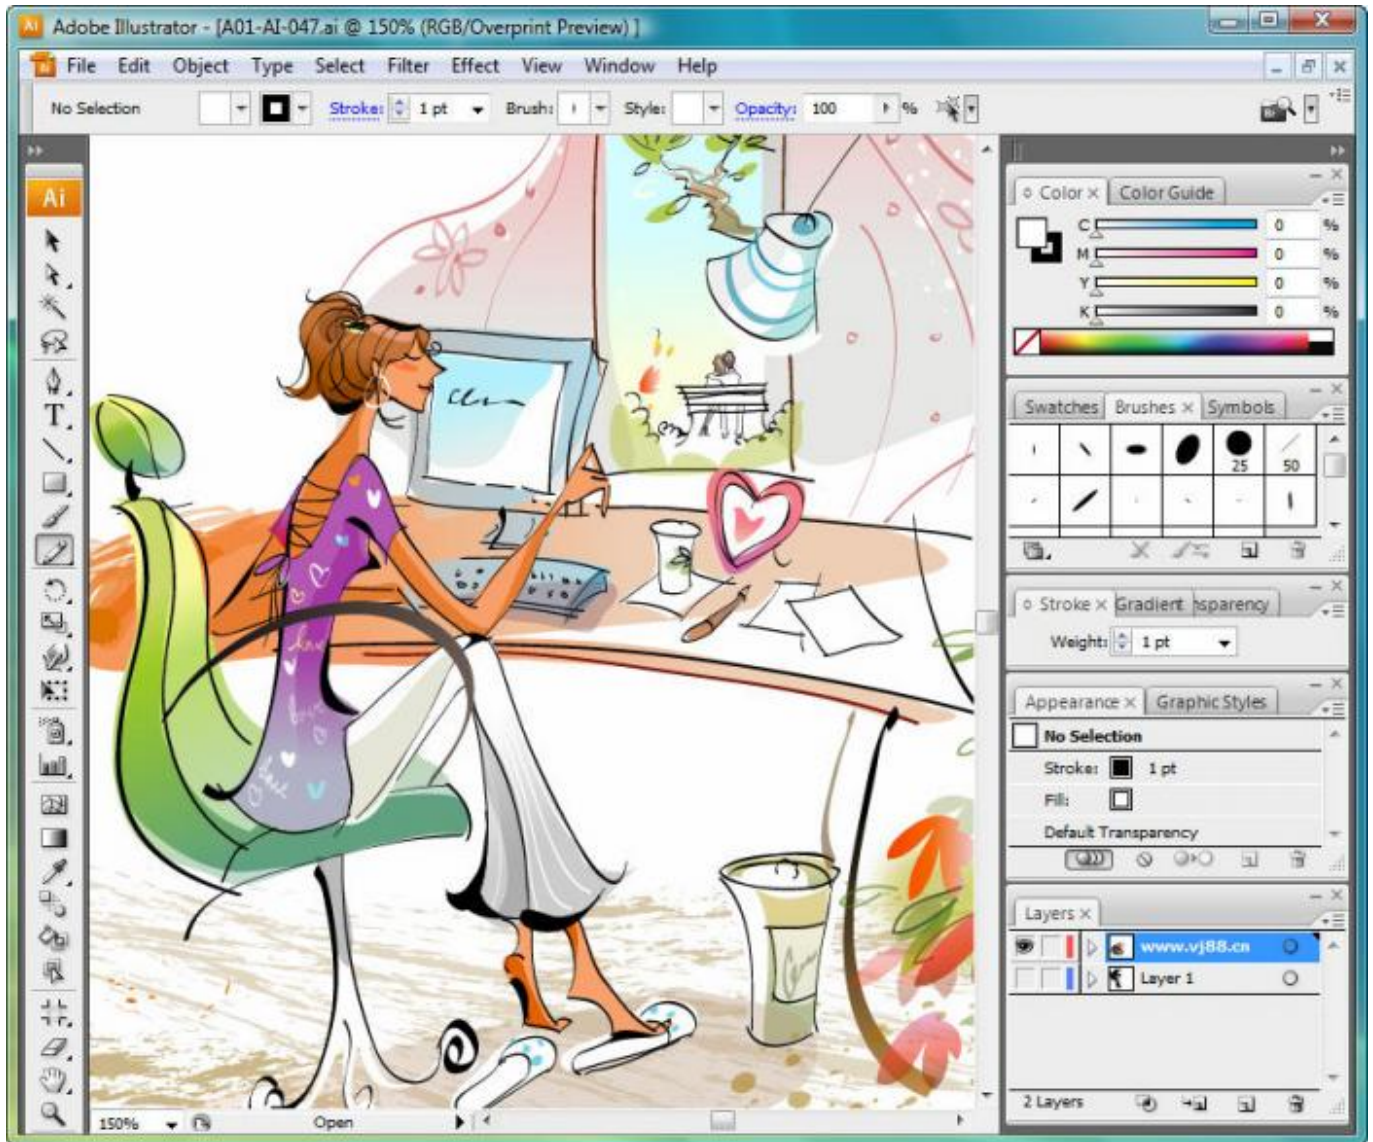 Ai Adobe Illustrator - [A01-AI-047.ai @ 150% (RGB/Overprint Preview) ]
File Edit Object Type Select Filter Effect View Window Help
No Selection Stroke: 1 pt Brush: Style: Opacity: 100 %
Ai
T
Color × Color Guide
C 0 %
M 0 %
Y 0 %
K 0 %
Swatches Brushes × Symbols
25 50
Stroke × Gradient nsparency
Weight: 1 pt
Appearance × Graphic Styles
No Selection
Stroke: 1 pt
Fill:
Default Transparency
Layers ×
www.vj88.cn
Layer 1
2 Layers
love
150% Open